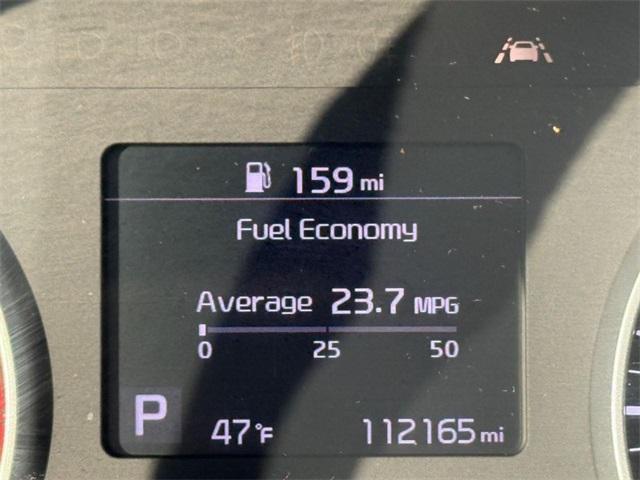 159 mi
Fuel Economy
Average 23.7 MPG
0 25 50
P 47°F 112165 mi